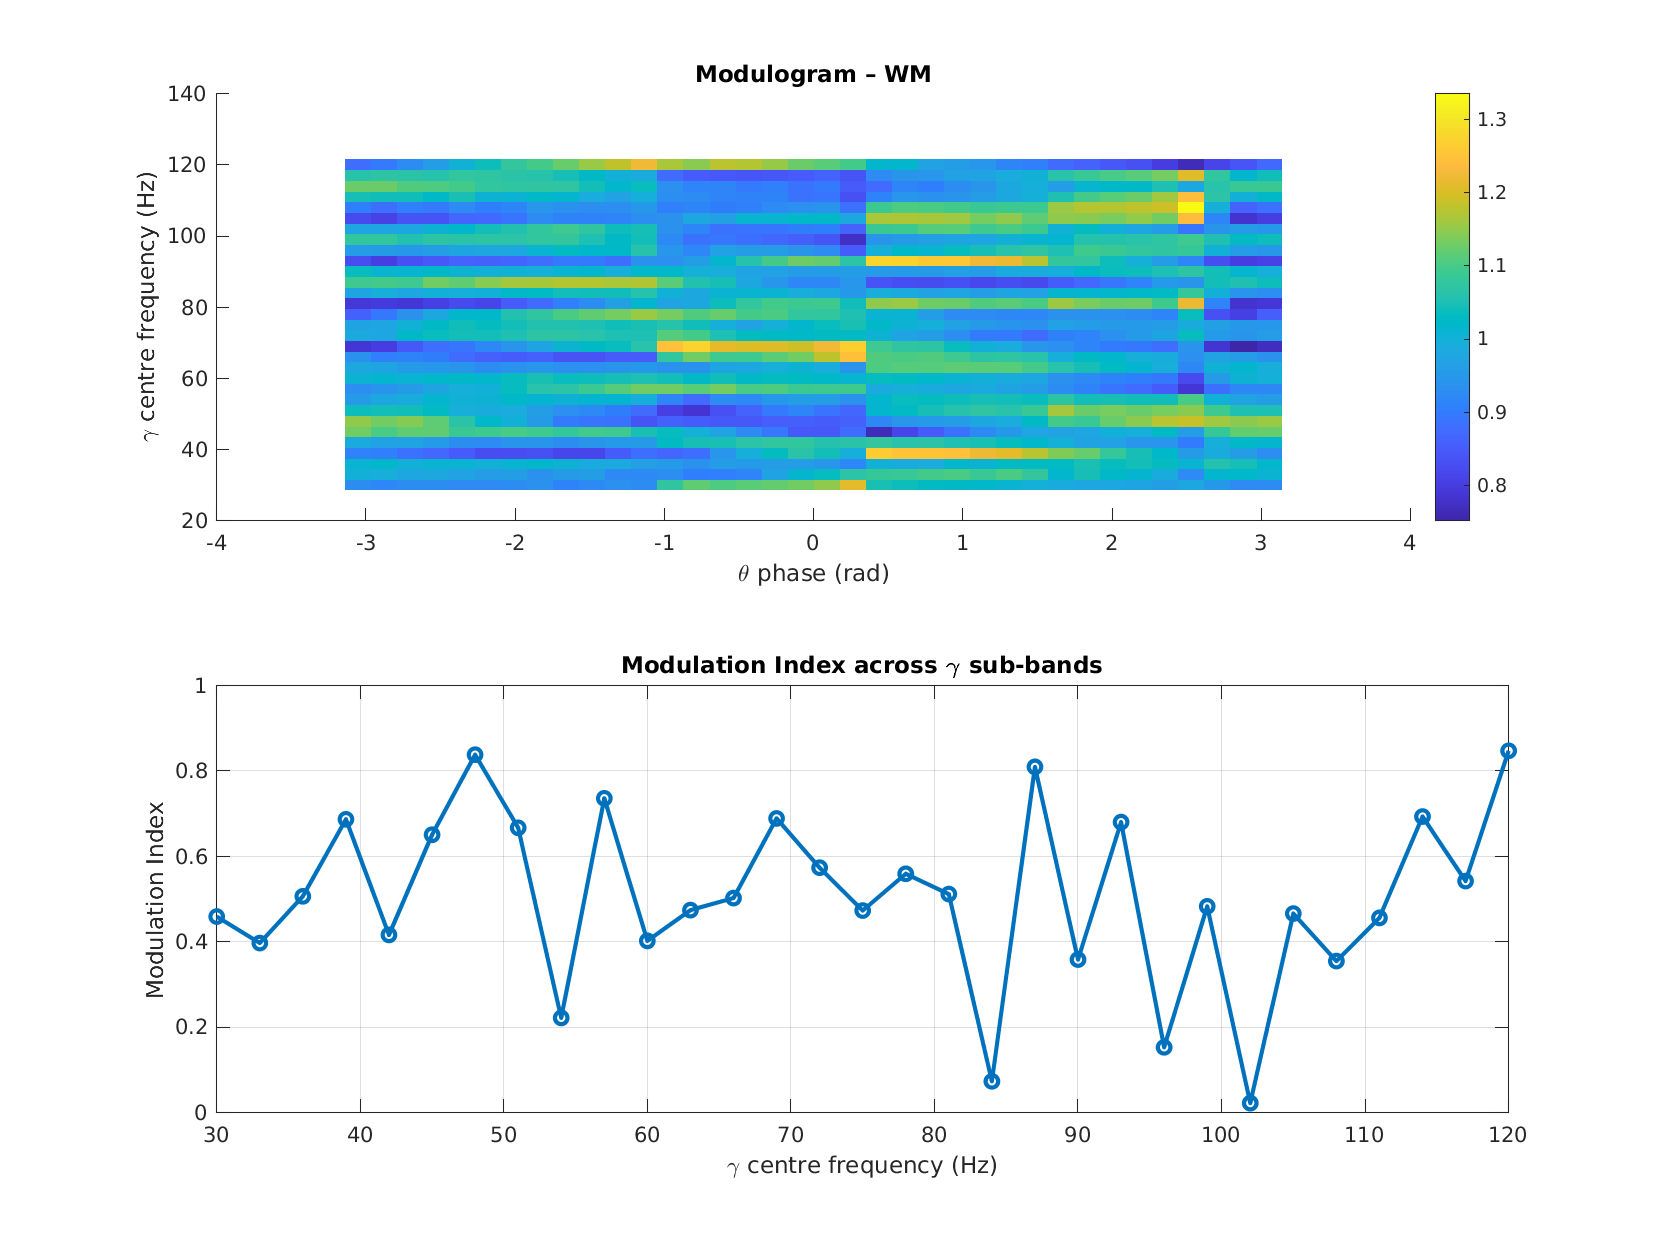 Modulogram – WM
140
120
100
80
60
40
20
γ centre frequency (Hz)
-4 -3 -2 -1 0 1 2 3 4
θ phase (rad)
1.3
1.2
1.1
1
0.9
0.8
Modulation Index across γ sub-bands
1
0.8
0.6
0.4
0.2
0
Modulation Index
30 40 50 60 70 80 90 100 110 120
γ centre frequency (Hz)